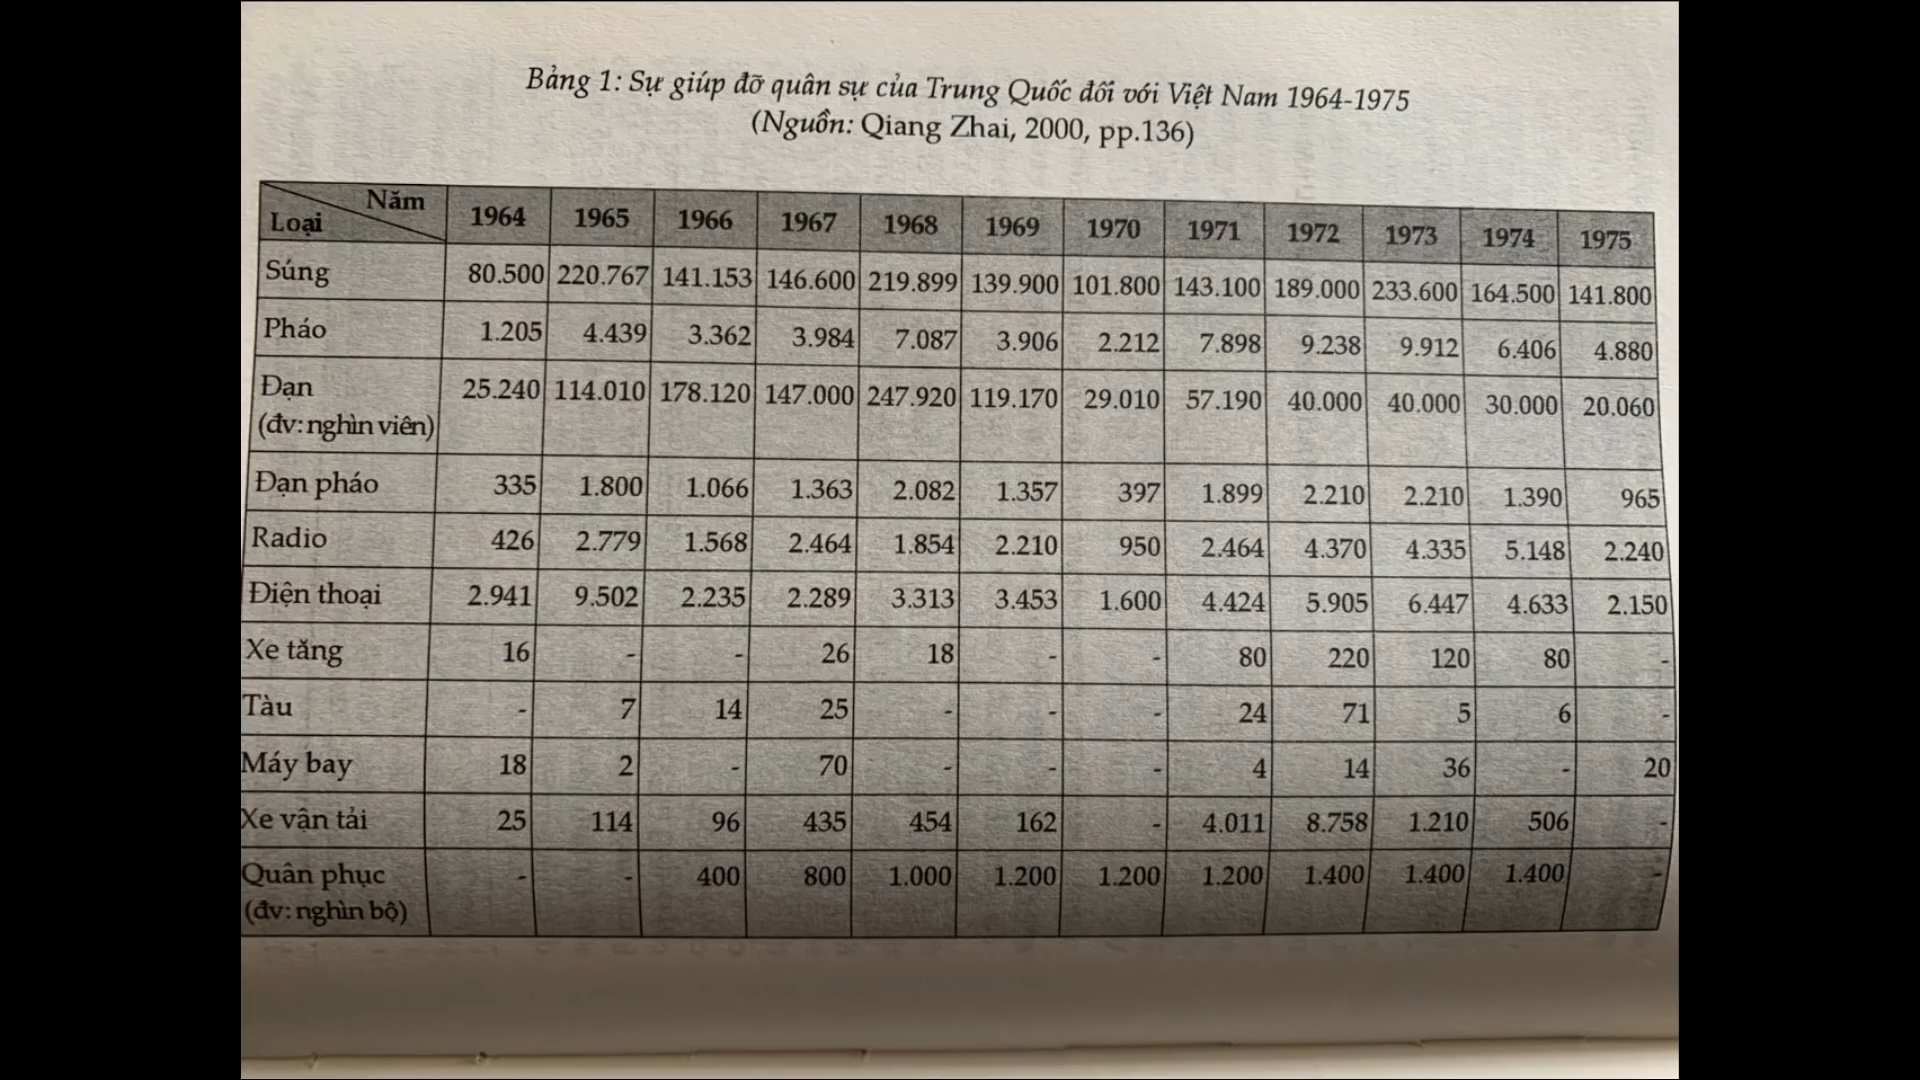 Bảng 1: Sự giúp đỡ quân sự của Trung Quốc đối với Việt Nam 1964-1975
(Nguồn: Qiang Zhai, 2000, pp.136)
Loại Năm 1964 1965 1966 1967 1968 1969 1970 1971 1972 1973 1974 1975
Súng 80.500 220.767 141.153 146.600 219.899 139.900 101.800 143.100 189.000 233.600 164.500 141.800
Pháo 1.205 4.439 3.362 3.984 7.087 3.906 2.212 7.898 9.238 9.912 6.406 4.880
Đạn 25.240 114.010 178.120 147.000 247.920 119.170 29.010 57.190 40.000 40.000 30.000 20.060
(đv: nghìn viên)
Đạn pháo 335 1.800 1.066 1.363 2.082 1.357 397 1.899 2.210 2.210 1.390 965
Radio 426 2.779 1.568 2.464 1.854 2.210 950 2.464 4.370 4.335 5.148 2.240
Điện thoại 2.941 9.502 2.235 2.289 3.313 3.453 1.600 4.424 5.905 6.447 4.633 2.150
Xe tăng 16 - - 26 18 - - 80 220 120 80 -
Tàu - 7 14 25 - - - 24 71 5 6 -
Máy bay 18 2 - 70 - - - 4 14 36 - 20
Xe vận tải 25 114 96 435 454 162 - 4.011 8.758 1.210 506 -
Quân phục - - 400 800 1.000 1.200 1.200 1.200 1.400 1.400 1.400 -
(đv: nghìn bộ)